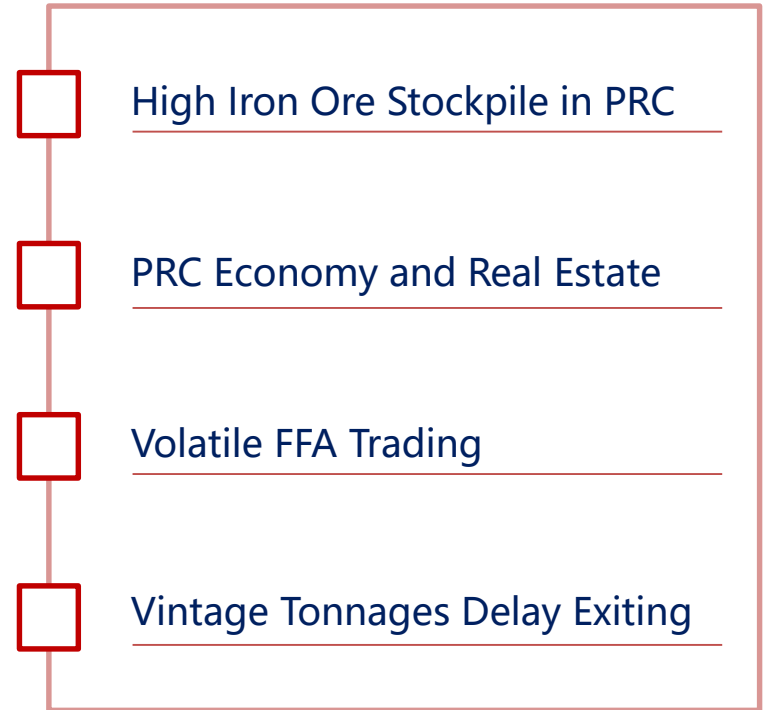 High Iron Ore Stockpile in PRC
PRC Economy and Real Estate
Volatile FFA Trading
Vintage Tonnages Delay Exiting